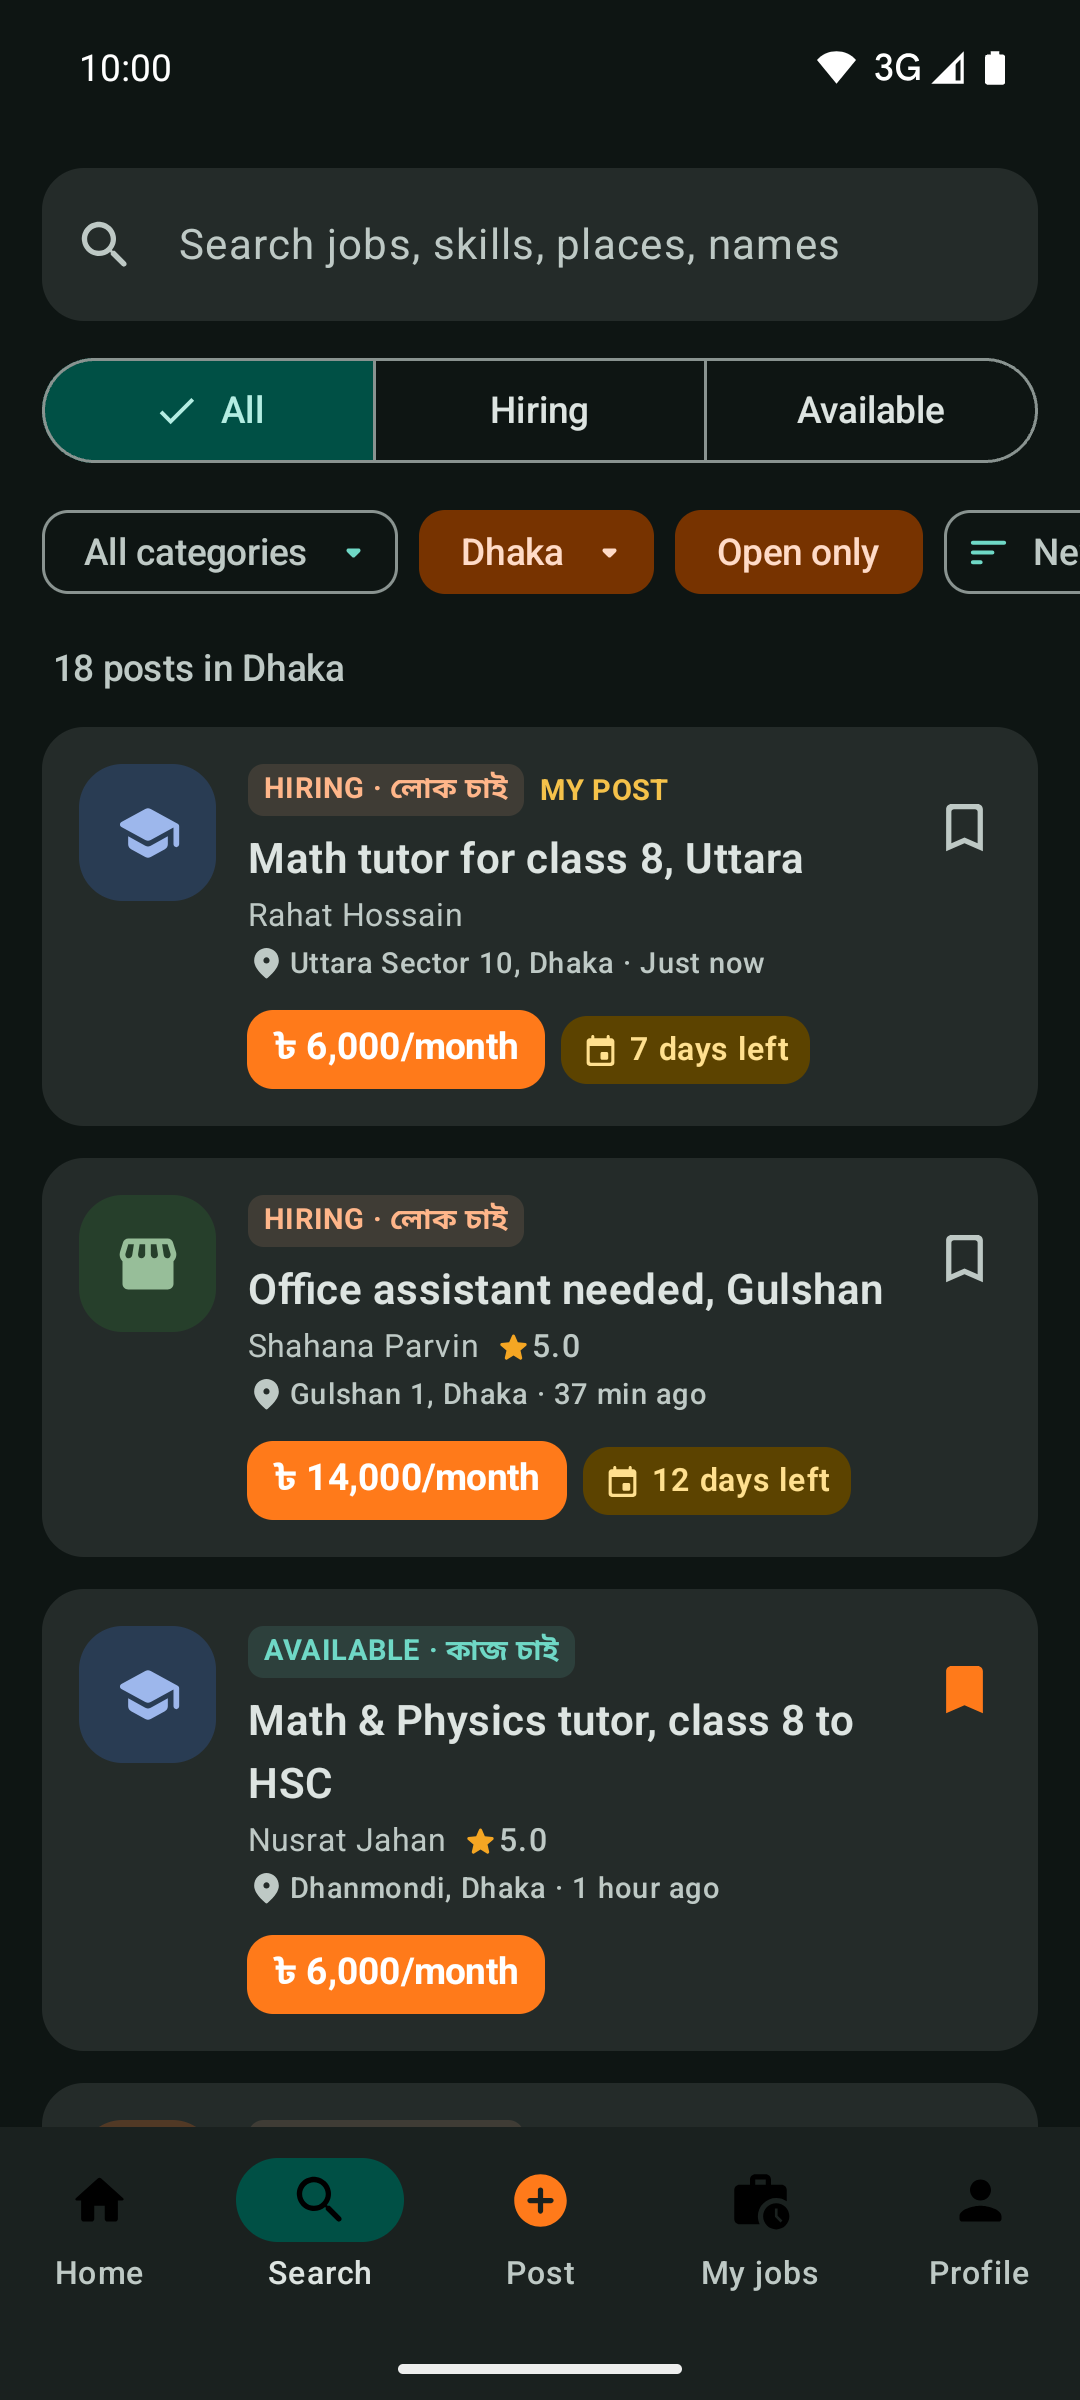 10:00
3G
Search jobs, skills, places, names
All
Hiring
Available
All categories
Dhaka
Open only
Ne
18 posts in Dhaka
HIRING · লোক চাই
MY POST
Math tutor for class 8, Uttara
Rahat Hossain
Uttara Sector 10, Dhaka · Just now
৳ 6,000/month
7 days left
HIRING · লোক চাই
Office assistant needed, Gulshan
Shahana Parvin 5.0
Gulshan 1, Dhaka · 37 min ago
৳ 14,000/month
12 days left
AVAILABLE · কাজ চাই
Math & Physics tutor, class 8 to
HSC
Nusrat Jahan 5.0
Dhanmondi, Dhaka · 1 hour ago
৳ 6,000/month
Home
Search
Post
My jobs
Profile